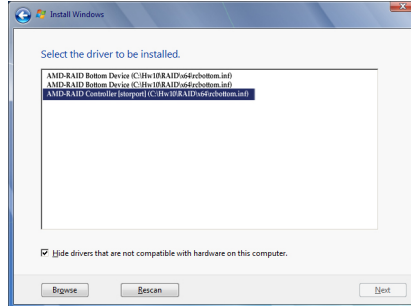 Install Windows
Select the driver to be installed.
AMD-RAID Bottom Device (C:\Hw10\RAID\x64\rcbottom.inf)
AMD-RAID Bottom Device (C:\Hw10\RAID\x64\rcbottom.inf)
AMD-RAID Controller [storport] (C:\Hw10\RAID\x64\rcbottom.inf)
Hide drivers that are not compatible with hardware on this computer.
Browse
Rescan
Next